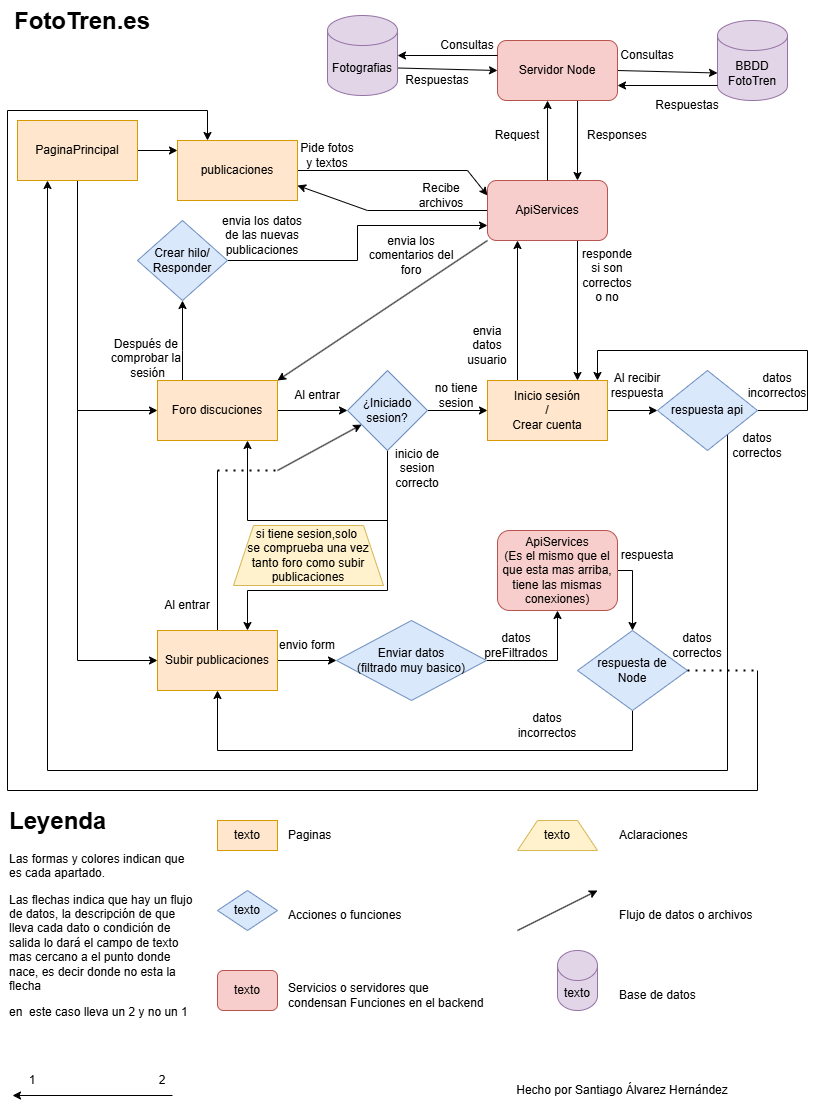 FotoTren.es
Fotografias
Consultas
Respuestas
Servidor Node
Consultas
Respuestas
BBDD
FotoTren
Request
Responses
PaginaPrincipal
publicaciones
Pide fotos
y textos
Recibe
archivos
ApiServices
Crear hilo/
Responder
envia los datos
de las nuevas
publicaciones
envia los
comentarios del
foro
responde
si son
correctos
o no
Después de
comprobar la
sesión
envia
datos
usuario
Foro discuciones
Al entrar
¿Iniciado
sesion?
no tiene
sesion
Inicio sesión
/
Crear cuenta
Al recibir
respuesta
respuesta api
datos
incorrectos
datos
correctos
inicio de
sesion
correcto
si tiene sesion,solo
se comprueba una vez
tanto foro como subir
publicaciones
ApiServices
(Es el mismo que el
que esta mas arriba,
tiene las mismas
conexiones)
respuesta
Al entrar
Subir publicaciones
envio form
Enviar datos
(filtrado muy basico)
datos
preFiltrados
respuesta de
Node
datos
correctos
datos
incorrectos
Leyenda
Las formas y colores indican que
es cada apartado.
Las flechas indica que hay un flujo
de datos, la descripción de que
lleva cada dato o condición de
salida lo dará el campo de texto
mas cercano a el punto donde
nace, es decir donde no esta la
flecha
en este caso lleva un 2 y no un 1
1
2
texto
Paginas
texto
Acciones o funciones
texto
Servicios o servidores que
condensan Funciones en el backend
texto
Aclaraciones
Flujo de datos o archivos
texto
Base de datos
Hecho por Santiago Álvarez Hernández